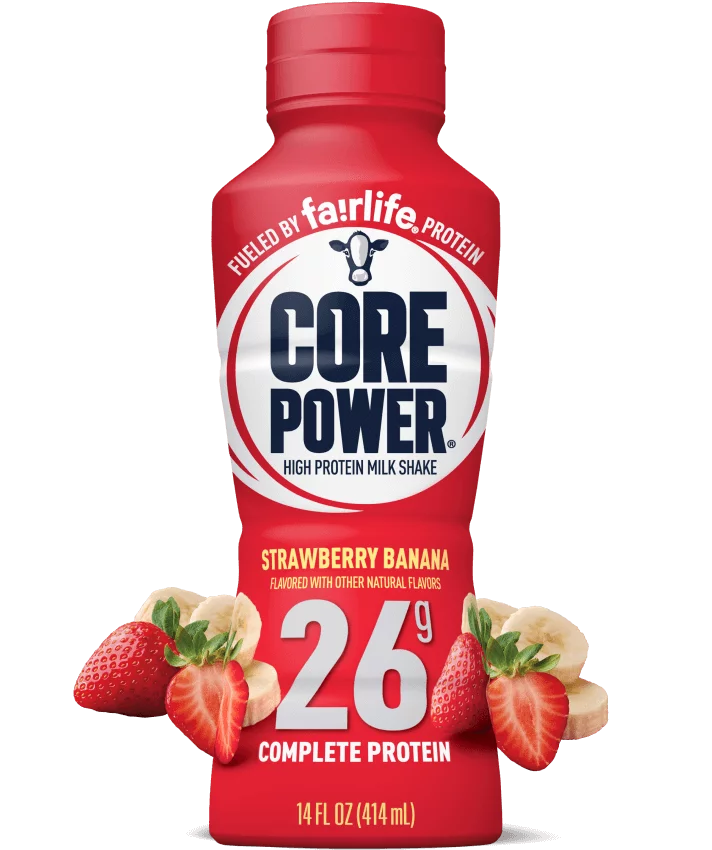 FUELED BY fa!rlife® PROTEIN
CORE
POWER®
HIGH PROTEIN MILK SHAKE
STRAWBERRY BANANA
FLAVORED WITH OTHER NATURAL FLAVORS
26g
COMPLETE PROTEIN
14 FL OZ (414 mL)